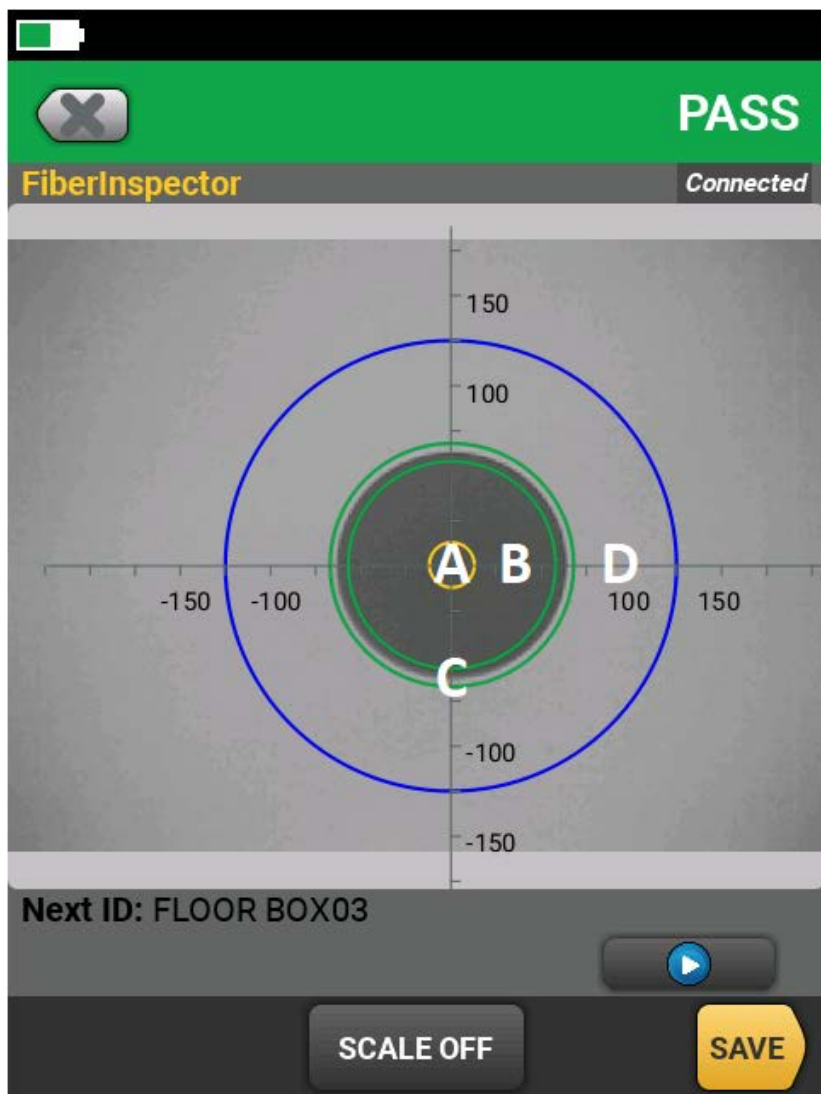 PASS
FiberInspector Connected
150
100
A B D
-150 -100 100 150
C
-100
-150
Next ID: FLOOR BOX03
SCALE OFF SAVE